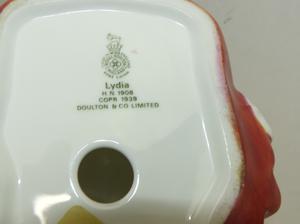 Lydia
H.N. 1908
COPR. 1939
DOULTON & CO. LIMITED